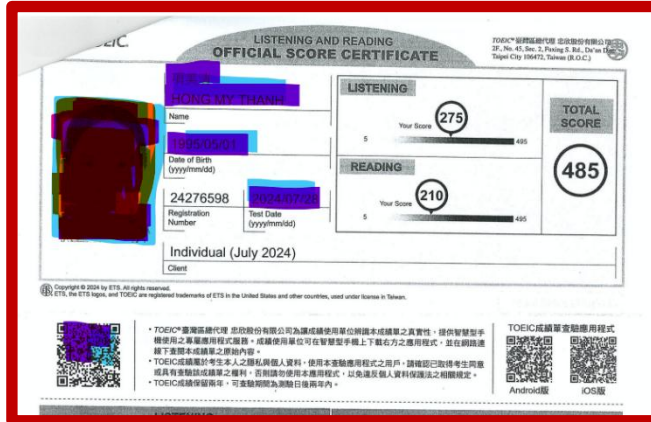 TOEIC.
LISTENING AND READING
OFFICIAL SCORE CERTIFICATE
TOEIC® 臺灣區總代理 忠欣股份有限公司
2F., No. 45, Sec. 2, Fuxing S. Rd., Da'an
Taipei City 106472, Taiwan (R.O.C.)
HONG MY THANH
Name
1995/05/01
Date of Birth
(yyyy/mm/dd)
24276598
Registration
Number
2024/07/28
Test Date
(yyyy/mm/dd)
Individual (July 2024)
Client
LISTENING
Your Score
275
5
495
READING
Your Score
210
5
495
TOTAL
SCORE
485
Copyright © 2024 by ETS. All rights reserved.
ETS, the ETS logos, and TOEIC are registered trademarks of ETS in the United States and other countries, used under license in Taiwan.
• TOEIC®臺灣區總代理 忠欣股份有限公司為讓成績使用單位辨識本成績單之真實性，提供智慧型手
機使用之專屬應用程式服務。成績使用單位可在智慧型手機上下載右方之應用程式，並在網路連
線下查閱本成績單之原始內容。
• TOEIC成績屬於考生本人之隱私與個人資料，使用本查驗應用程式之用戶，請確認已取得考生同意
或具有查驗該成績單之權利，否則請勿使用本應用程式，以免違反個人資料保護法之相關規定。
• TOEIC成績保留兩年，可查驗期間為測驗日後兩年內。
TOEIC成績單查驗應用程式
Android版
iOS版